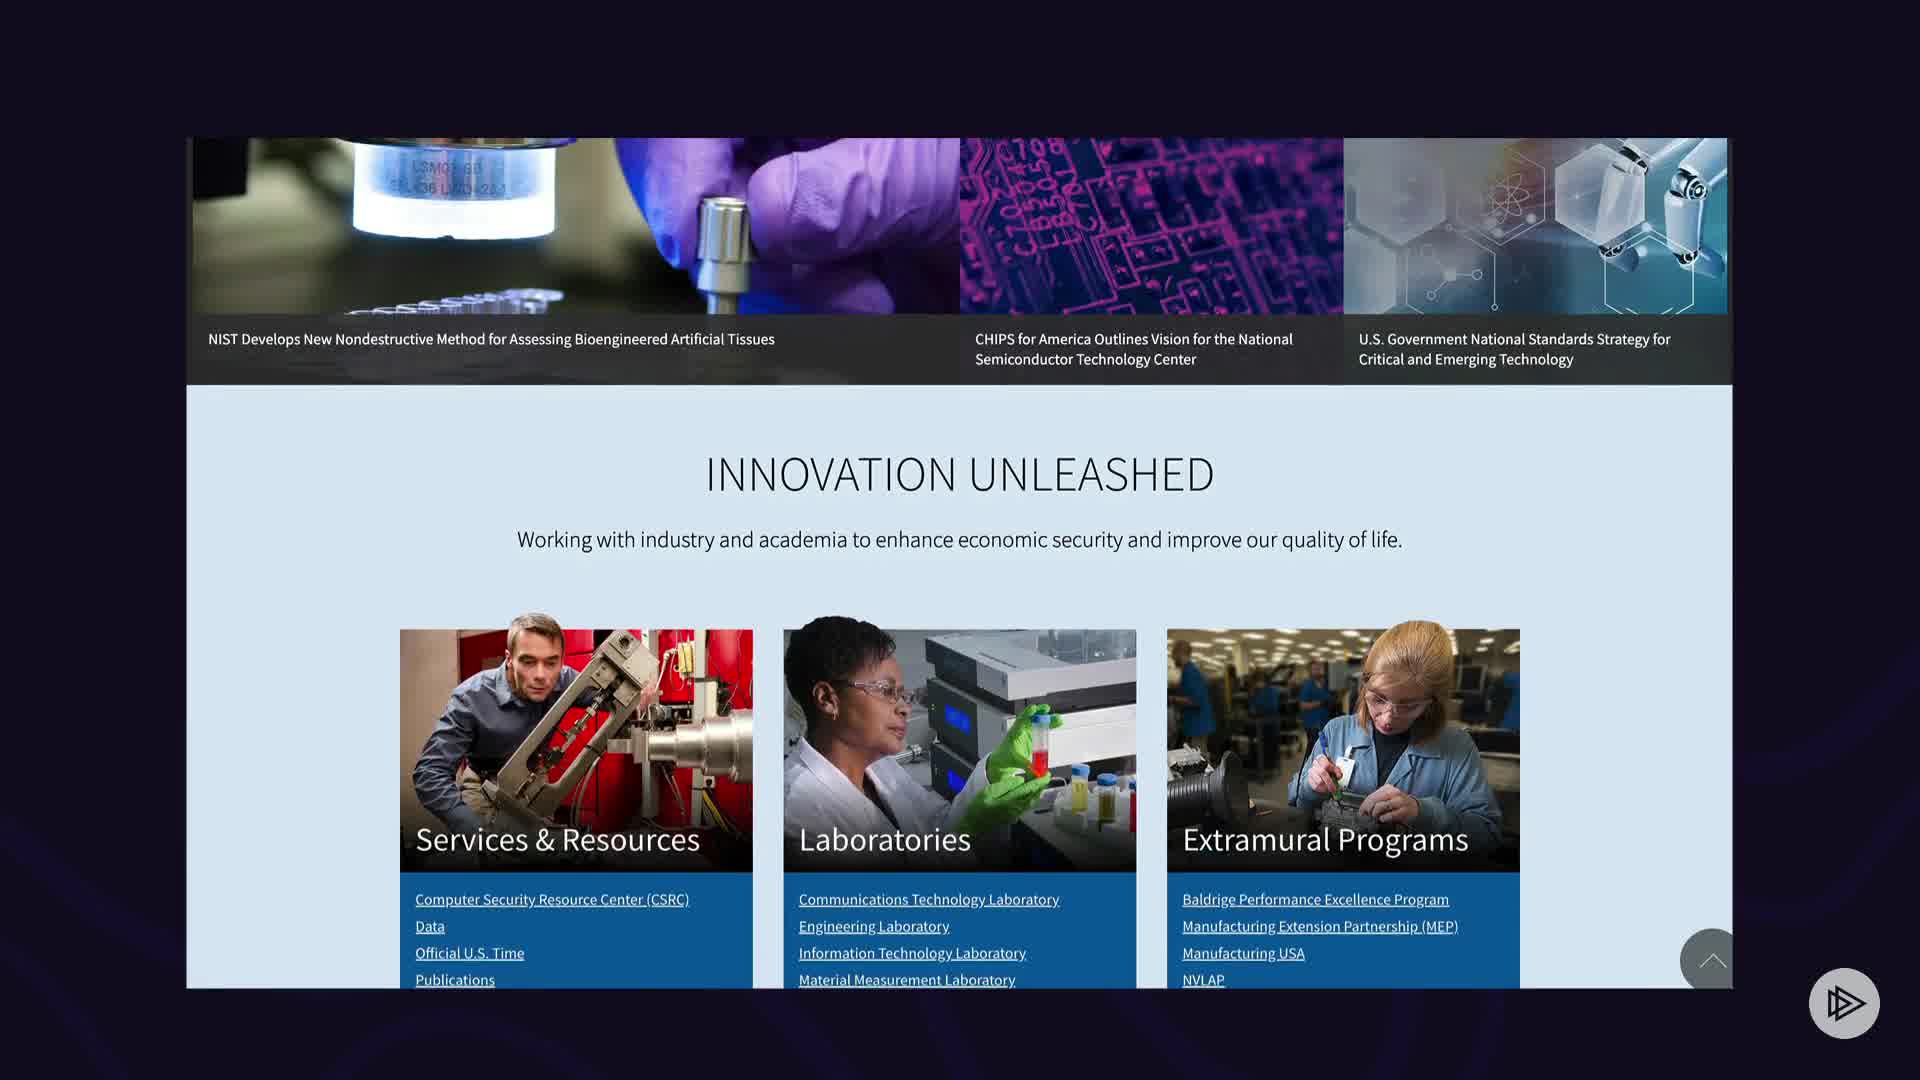 NIST Develops New Nondestructive Method for Assessing Bioengineered Artificial Tissues
CHIPS for America Outlines Vision for the National
Semiconductor Technology Center
U.S. Government National Standards Strategy for
Critical and Emerging Technology
INNOVATION UNLEASHED
Working with industry and academia to enhance economic security and improve our quality of life.
Services & Resources
Computer Security Resource Center (CSRC)
Data
Official U.S. Time
Publications
Laboratories
Communications Technology Laboratory
Engineering Laboratory
Information Technology Laboratory
Material Measurement Laboratory
Extramural Programs
Baldrige Performance Excellence Program
Manufacturing Extension Partnership (MEP)
Manufacturing USA
NVLAP